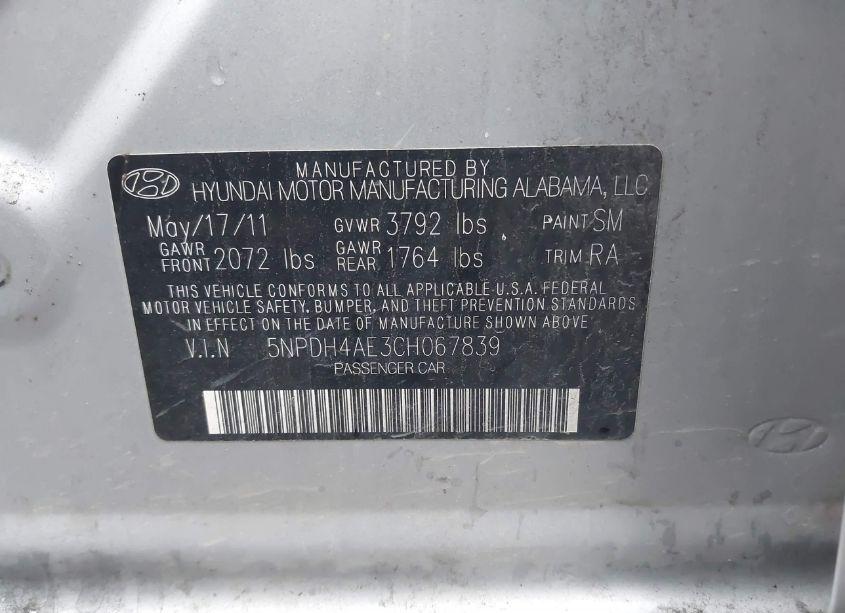 MANUFACTURED BY
HYUNDAI MOTOR MANUFACTURING ALABAMA, LLC
May/17/11 GVWR 3792 lbs PAINT SM
GAWR FRONT 2072 lbs GAWR REAR 1764 lbs TRIM RA
THIS VEHICLE CONFORMS TO ALL APPLICABLE U.S.A. FEDERAL
MOTOR VEHICLE SAFETY, BUMPER, AND THEFT PREVENTION STANDARDS
IN EFFECT ON THE DATE OF MANUFACTURE SHOWN ABOVE
V.I.N 5NPDH4AE3CH067839
PASSENGER CAR